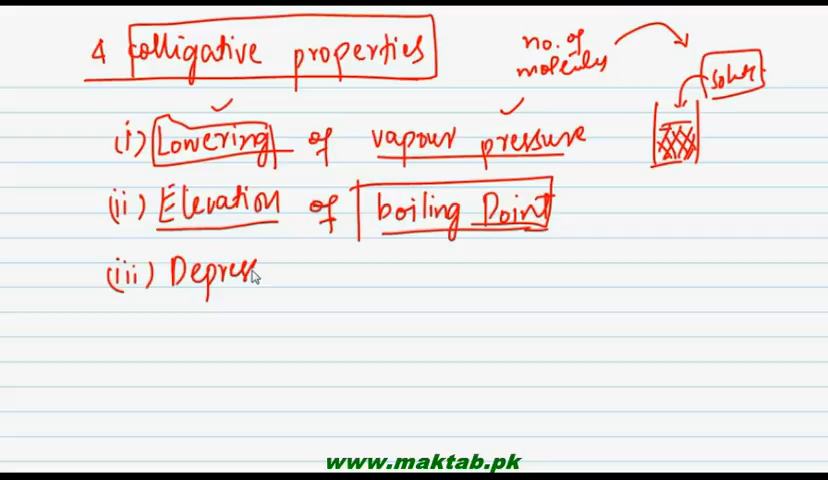 4 Colligative properties
no. of
molecules
solute
(i) Lowering of vapour pressure
(ii) Elevation of boiling Point
(iii) Depress
www.maktab.pk